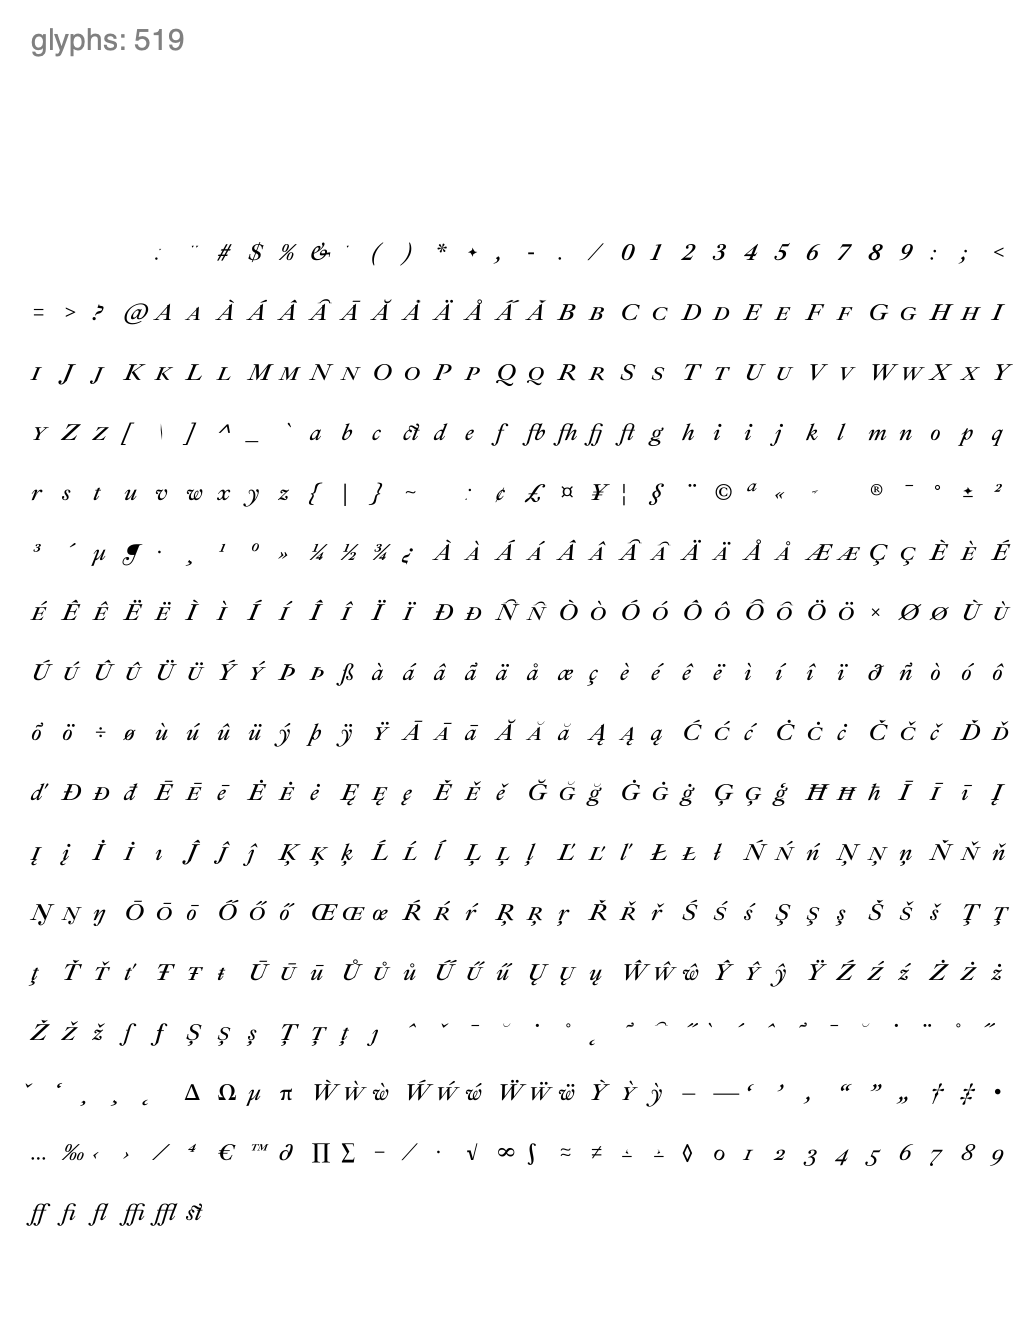 glyphs: 519
: ¨ # $ % & ' ( ) * + , - . / 0 1 2 3 4 5 6 7 8 9 : ; <
= > ? @ A A À Á Â Ã Ā Ă Ȧ Ä Å Ă Ǎ B B C C D D E E F F G G H H I
I J J K K L L M M N N O O P P Q Q R R S S T T U U V V W W X X Y
Y Z Z [ \ ] ^ _ ` a b c ct d e f fb fh fj ft g h i i j k l m n o p q
r s t u v w x y z { | } ~ : ¢ £ ¤ ¥ ¦ § ¨ © ª « - ® ¯ ° ± ²
³ ´ µ ¶ · ¸ ¹ º » ¼ ½ ¾ ¿ À À Á Á Â Â Ã Ã Ä Ä Å Å Æ Æ Ç Ç È È É
É Ê Ê Ë Ë Ì Ì Í Í Î Î Ï Ï Ð Ð Ñ Ñ Ò Ò Ó Ó Ô Ô Õ Õ Ö Ö × Ø Ø Ù Ù
Ú Ú Û Û Ü Ü Ý Ý Þ Þ ß à á â ã ä å æ ç è é ê ë ì í î ï ð ñ ò ó ô
õ ö ÷ ø ù ú û ü ý þ ÿ Ÿ Ā Ā ā Ă Ă ă Ą Ą ą Ć Ć ć Ċ Ċ ċ Č Č č Ď Ď
ď Đ Đ đ Ē Ē ē Ė Ė ė Ę Ę ę Ě Ě ě Ğ Ğ ğ Ġ Ġ ġ Ģ Ģ ģ Ħ Ħ ħ Ī Ī ī Į
Į į İ İ ı Ĵ Ĵ ĵ Ķ Ķ ķ Ĺ Ĺ ĺ Ļ Ļ ļ Ľ Ľ ľ Ł Ł ł Ń Ń ń Ņ Ņ ņ Ň Ň ň
Ŋ Ŋ ŋ Ō Ō ō Ő Ő ő Œ Œ œ Ŕ Ŕ ŕ Ŗ Ŗ ŗ Ř Ř ř Ś Ś ś Ş Ş ş Š Š š Ţ Ţ
ţ Ť Ť ť Ŧ Ŧ ŧ Ū Ū ū Ů Ů ů Ű Ű ű Ų Ų ų Ŵ Ŵ ŵ Ŷ Ŷ ŷ Ÿ Ź Ź ź Ż Ż ż
Ž Ž ž ſ ƒ Ș Ș ș Ț Ț ț ȷ ˆ ˇ ˉ ˘ ˙ ˚ ˛ ˜ ˜ ˝ ̀ ́ ̂ ̃ ̄ ̆ ̇ ̈ ̊ ̋
ˇ ʻ ¸ ¸ ˛ Δ Ω µ π Ẁ Ẁ ẁ Ẃ Ẃ ẃ Ẅ Ẅ ẅ Ỳ Ỳ ỳ – — ‘ ’ ‚ “ ” „ † ‡ •
… ‰ ‹ › ⁄ ⁴ € ™ ∂ ∏ ∑ − ∕ ∙ √ ∞ ∫ ≈ ≠ ≤ ≥ ◊ 0 1 2 3 4 5 6 7 8 9
ff fi fl ffi ffl st